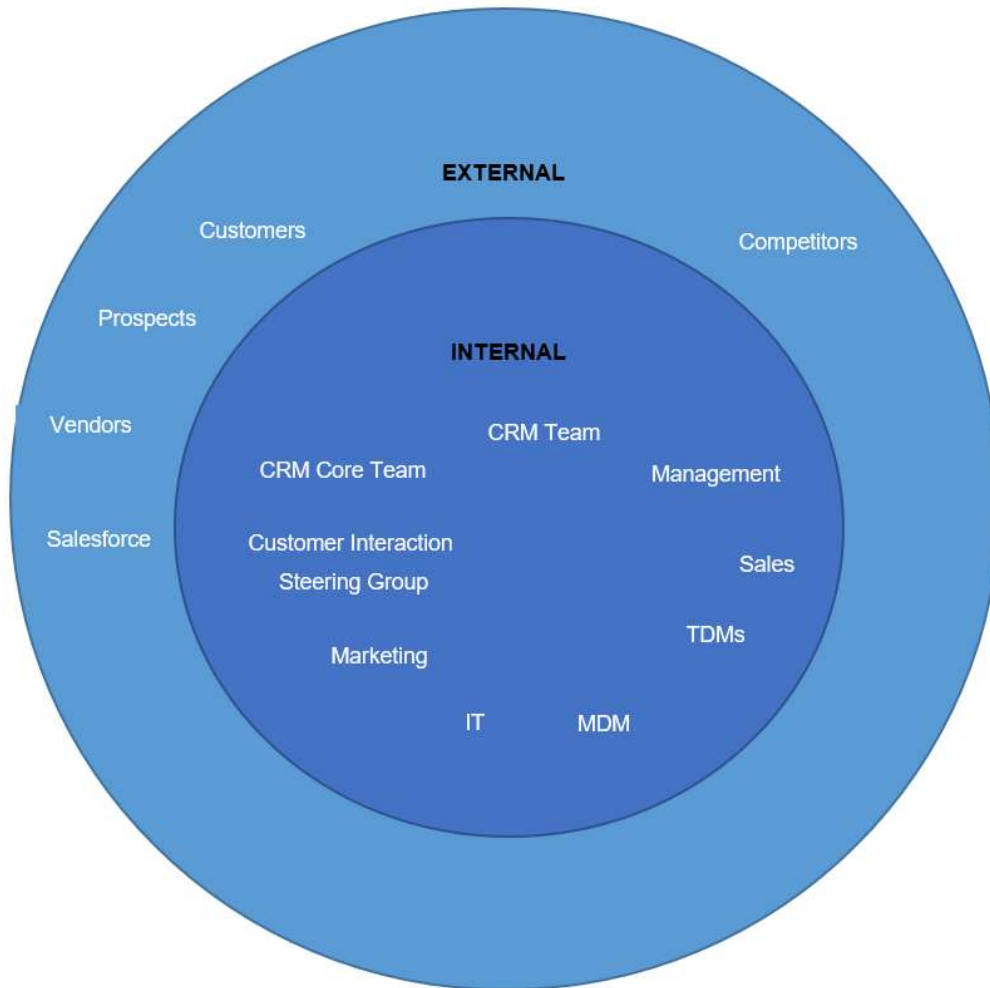 EXTERNAL
Customers
Competitors
Prospects
INTERNAL
Vendors
CRM Team
CRM Core Team
Management
Salesforce
Customer Interaction
Steering Group
Sales
TDMs
Marketing
IT
MDM